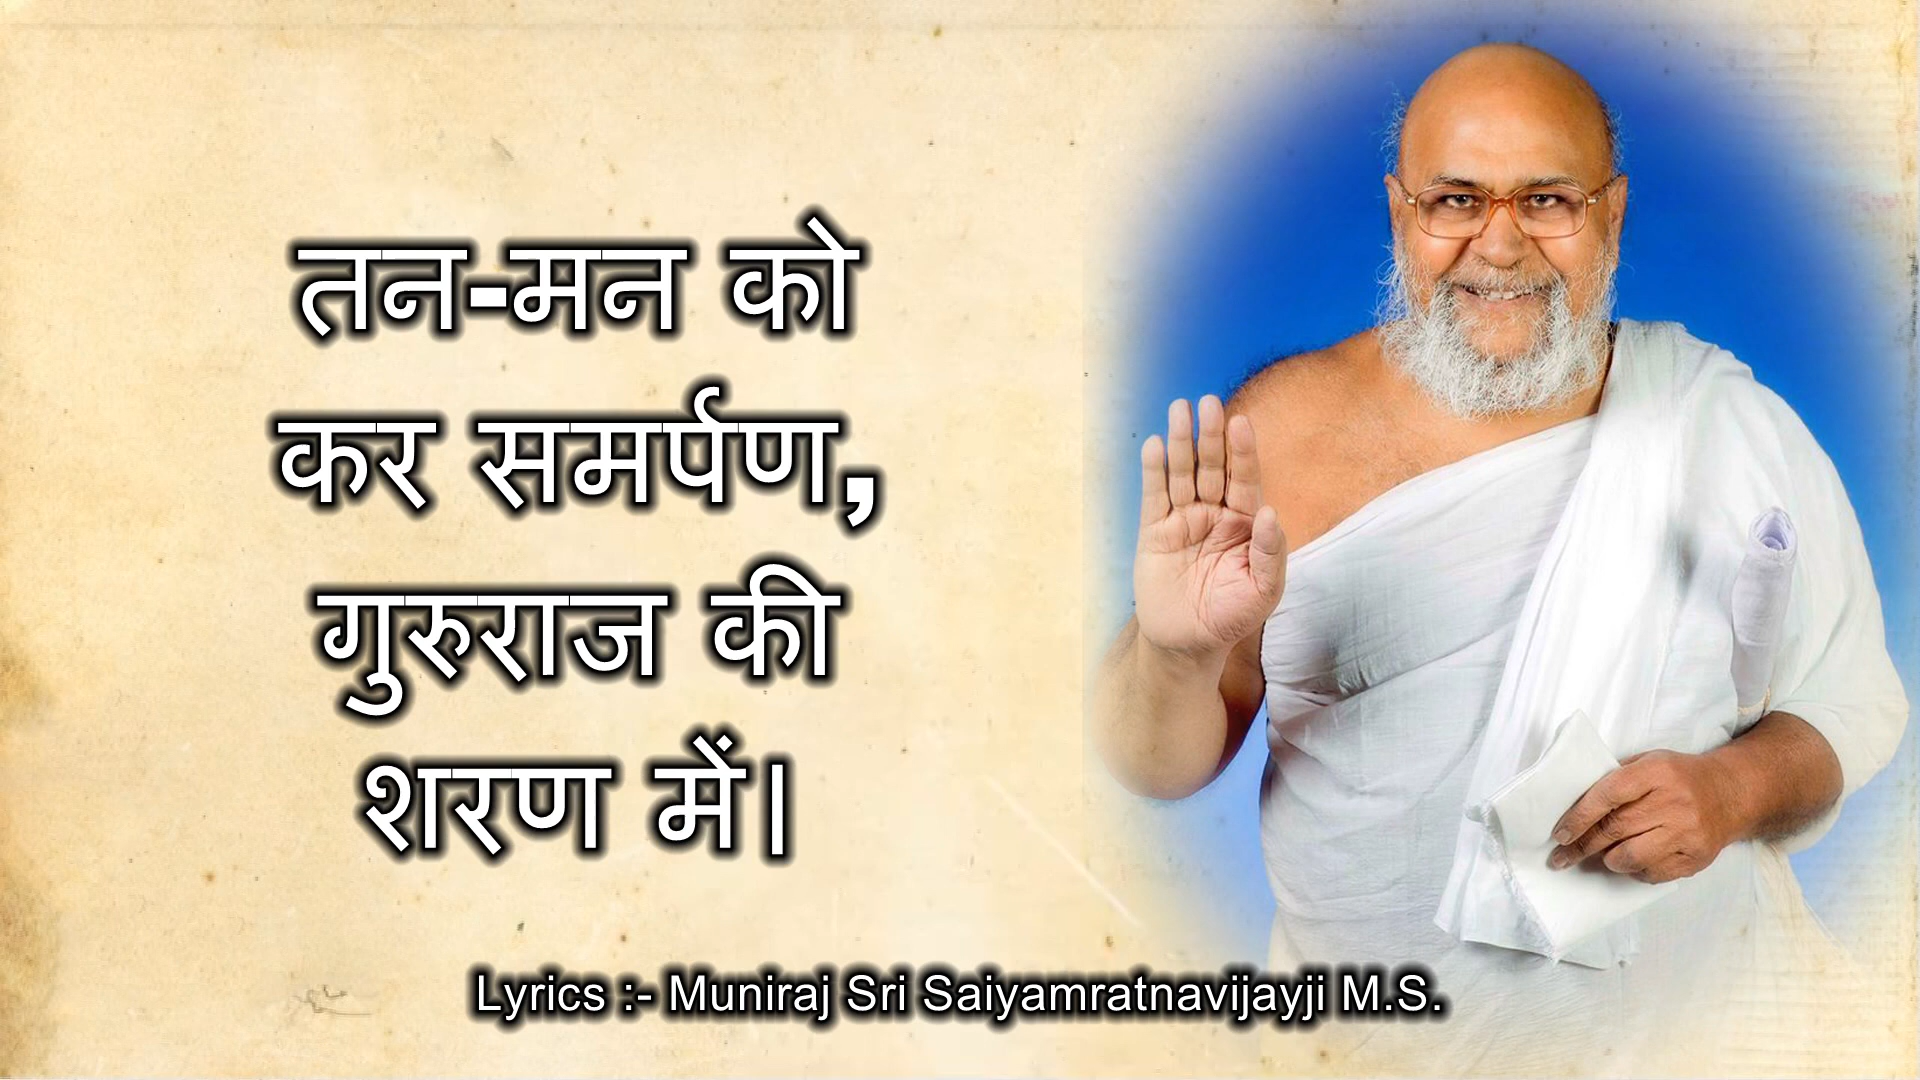 तन-मन को
कर समर्पण,
गुरुराज की
शरण में।
Lyrics :- Muniraj Sri Saiyamratnavijayji M.S.